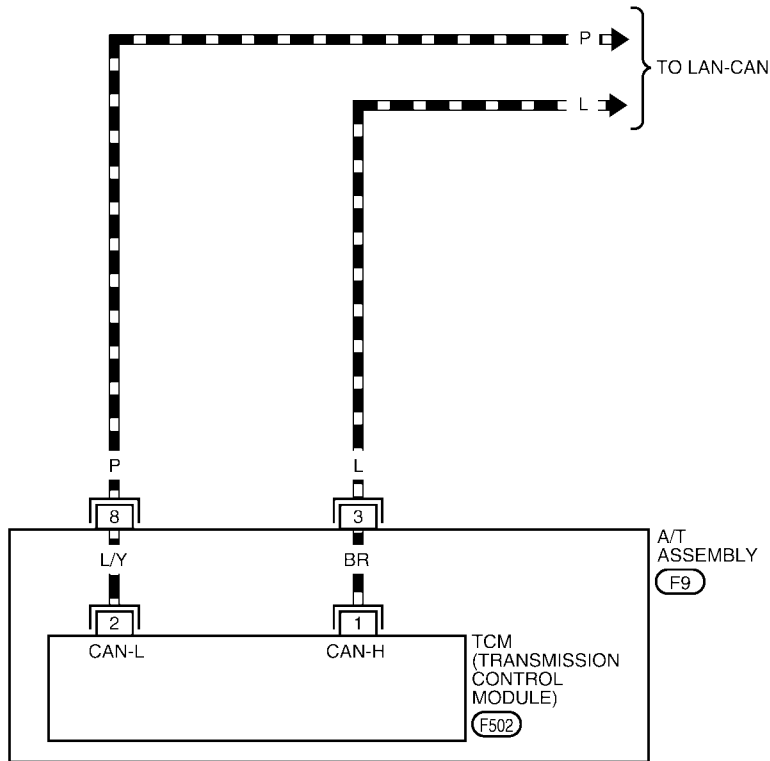 P
TO LAN-CAN
L
P
L
8
3
L/Y
BR
A/T
ASSEMBLY
F9
2
1
CAN-L
CAN-H
TCM
(TRANSMISSION
CONTROL
MODULE)
F502